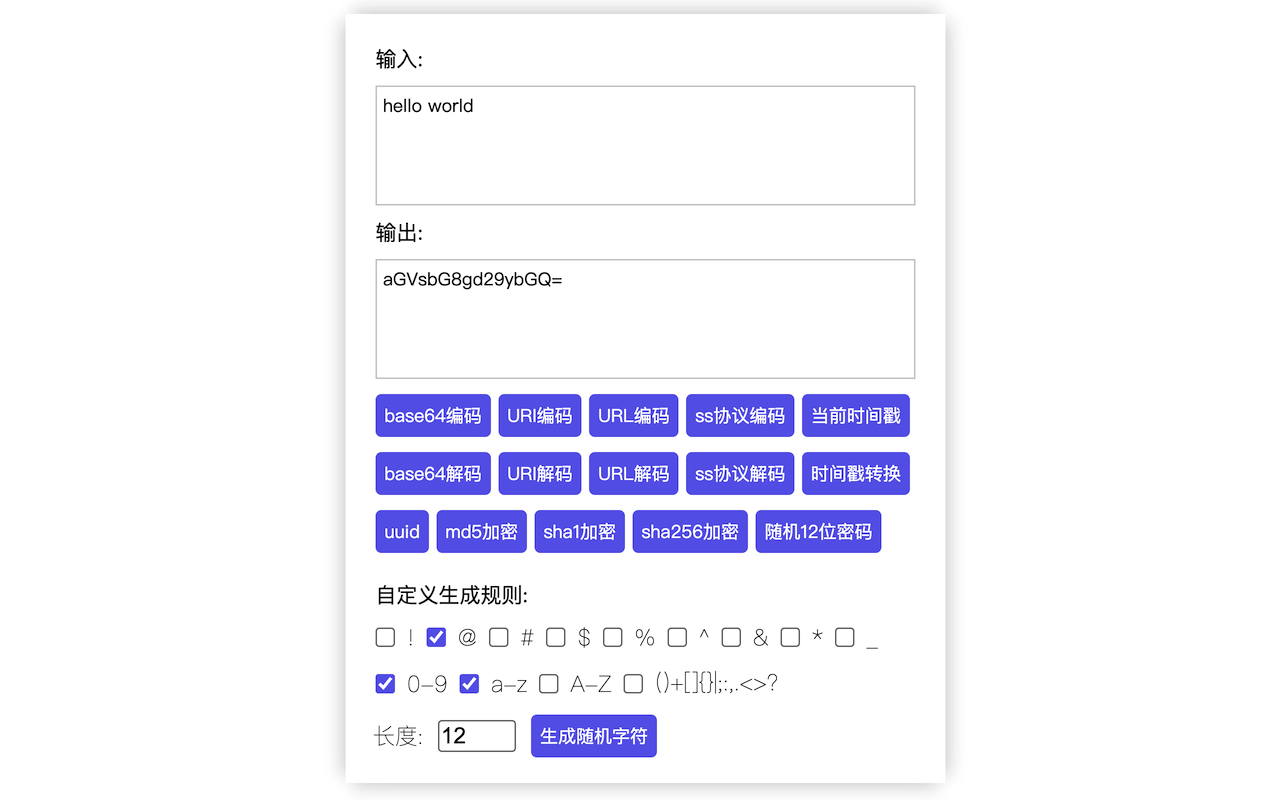 输入:
hello world
输出:
aGVsbG8gd29ybGQ=
base64编码 URI编码 URL编码 ss协议编码 当前时间戳
base64解码 URI解码 URL解码 ss协议解码 时间戳转换
uuid md5加密 sha1加密 sha256加密 随机12位密码
自定义生成规则:
! @ # $ % ^ & * _
0-9 a-z A-Z ()+[]{}|;:,.<>?
长度: 12 生成随机字符